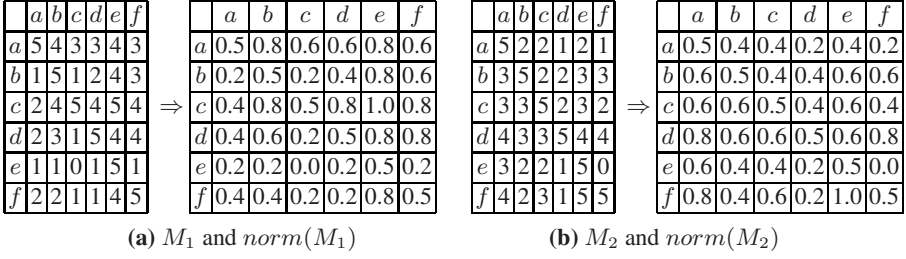 a b c d e f a b c d e f a b c d e f a b c d e f
a 5 4 3 3 4 3 a 0.5 0.8 0.6 0.6 0.8 0.6 a 5 2 2 1 2 1 a 0.5 0.4 0.4 0.2 0.4 0.2
b 1 5 1 2 4 3 b 0.2 0.5 0.2 0.4 0.8 0.6 b 3 5 2 2 3 3 b 0.6 0.5 0.4 0.4 0.6 0.6
c 2 4 5 4 5 4 ⇒ c 0.4 0.8 0.5 0.8 1.0 0.8 c 3 3 5 2 3 2 ⇒ c 0.6 0.6 0.5 0.4 0.6 0.4
d 2 3 1 5 4 4 d 0.4 0.6 0.2 0.5 0.8 0.8 d 4 3 3 5 4 4 d 0.8 0.6 0.6 0.5 0.6 0.8
e 1 1 0 1 5 1 e 0.2 0.2 0.0 0.2 0.5 0.2 e 3 2 2 1 5 0 e 0.6 0.4 0.4 0.2 0.5 0.0
f 2 2 1 1 4 5 f 0.4 0.4 0.2 0.2 0.8 0.5 f 4 2 3 1 5 5 f 0.8 0.4 0.6 0.2 1.0 0.5
(a) M₁ and norm(M₁) (b) M₂ and norm(M₂)